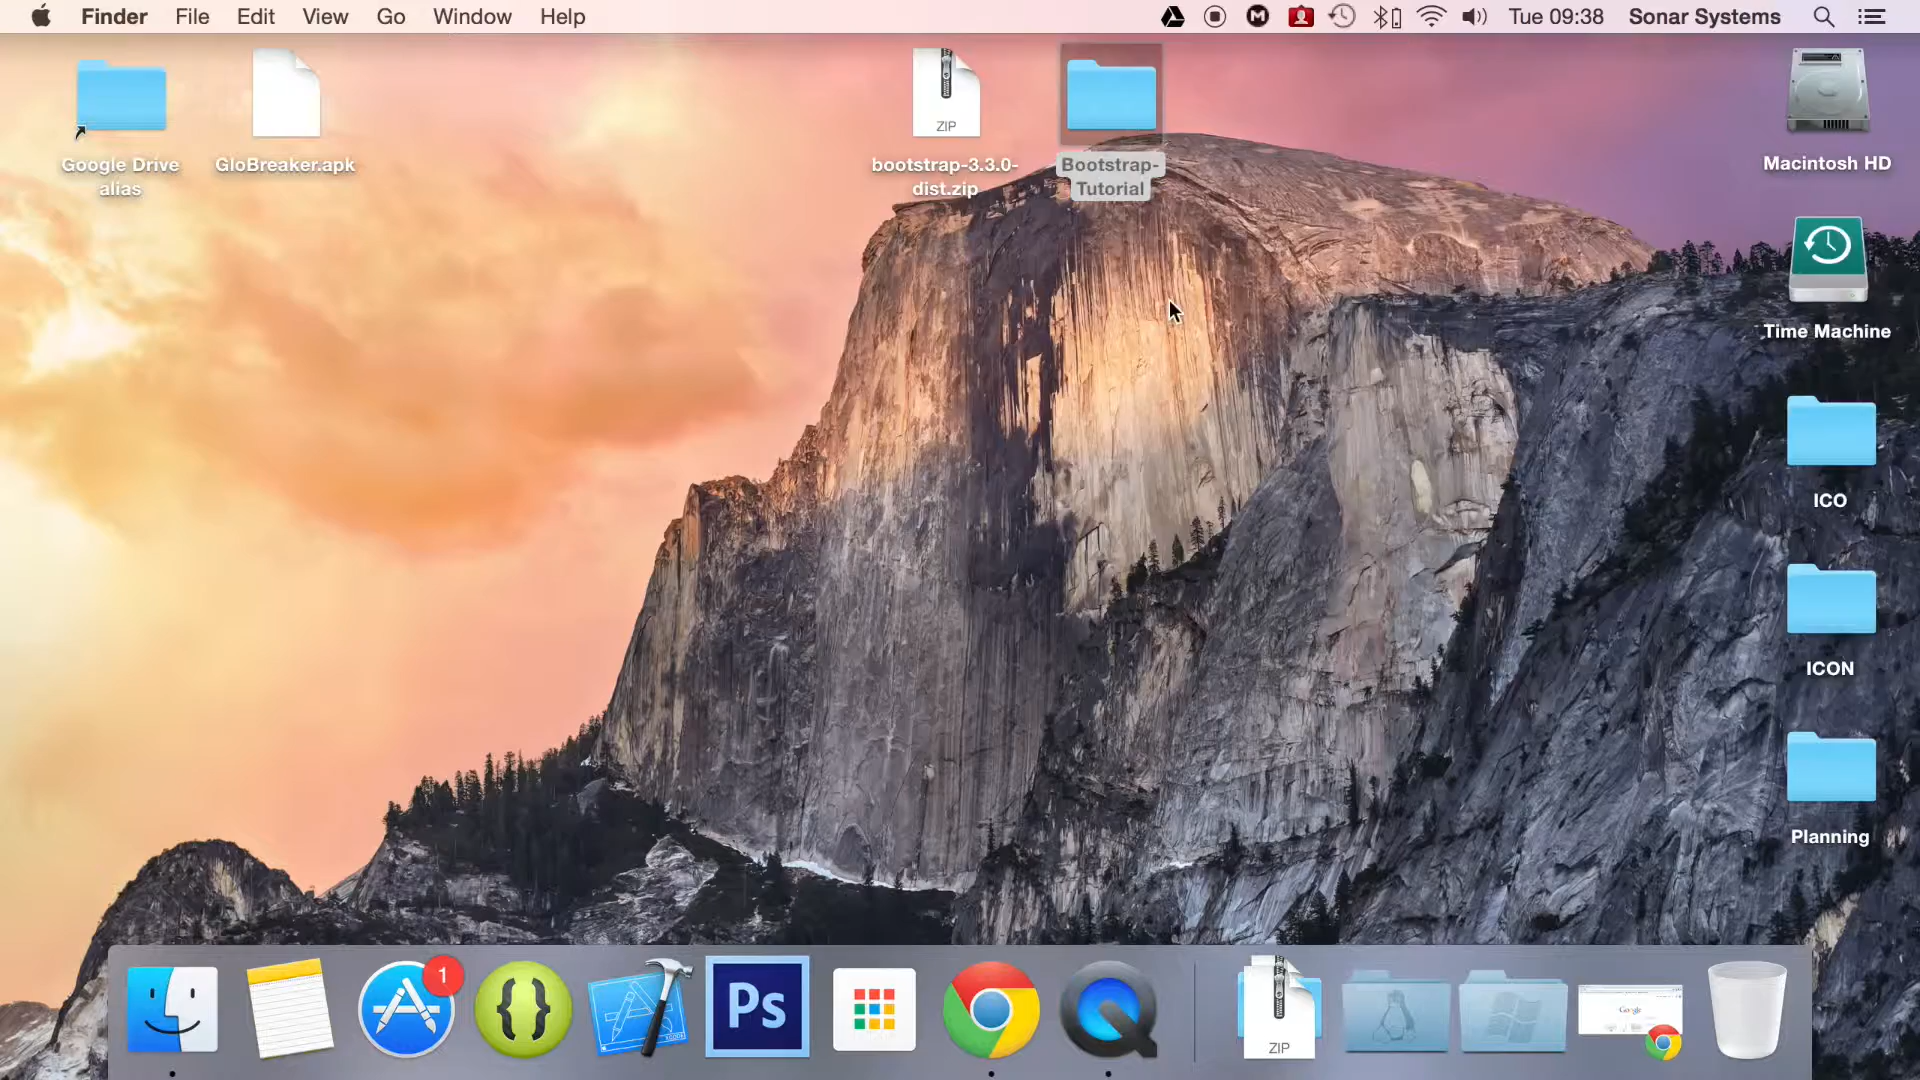 Finder File Edit View Go Window Help Tue 09:38 Sonar Systems
Google Drive
alias
GloBreaker.apk
ZIP
bootstrap-3.3.0-
dist.zip
Bootstrap-
Tutorial
Macintosh HD
Time Machine
ICO
ICON
Planning
1
{}
Ps
ZIP
Google